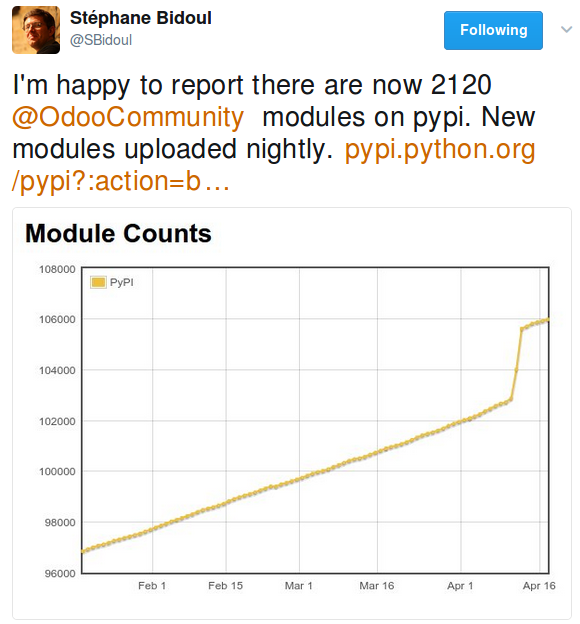 Stéphane Bidoul
@SBidoul
Following
I'm happy to report there are now 2120
@OdooCommunity modules on pypi. New
modules uploaded nightly. pypi.python.org
/pypi?:action=b…
Module Counts
108000
PyPI
106000
104000
102000
100000
98000
96000
Feb 1 Feb 15 Mar 1 Mar 16 Apr 1 Apr 16